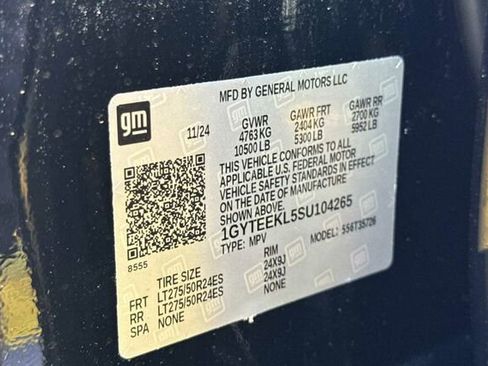 MFD BY GENERAL MOTORS LLC
gm
11/24 GVWR GAWR FRT GAWR RR
4763 KG 2404 KG 2700 KG
10500 LB 5300 LB 5952 LB
THIS VEHICLE CONFORMS TO ALL
APPLICABLE U.S. FEDERAL MOTOR
VEHICLE SAFETY STANDARDS IN EFFECT
ON THE DATE OF MANUFACTURE
SHOWN ABOVE.
1GYTEEKL5SU104265
TYPE: MPV MODEL: 556T35726
8555
TIRE SIZE RIM
FRT LT275/50R24ES 24X9J
RR LT275/50R24ES 24X9J
SPA NONE NONE